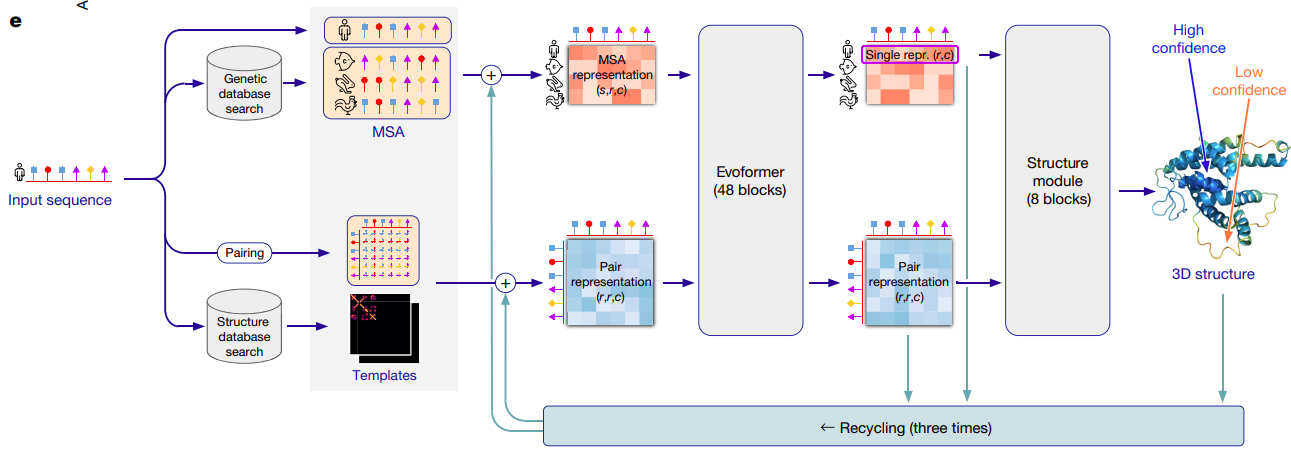 A
e
Input sequence
Genetic
database
search
MSA
Pairing
Structure
database
search
Templates
+
+
MSA
representation
(s,r,c)
Pair
representation
(r,r,c)
Evoformer
(48 blocks)
Single repr. (r,c)
Pair
representation
(r,r,c)
Structure
module
(8 blocks)
High
confidence
Low
confidence
3D structure
← Recycling (three times)